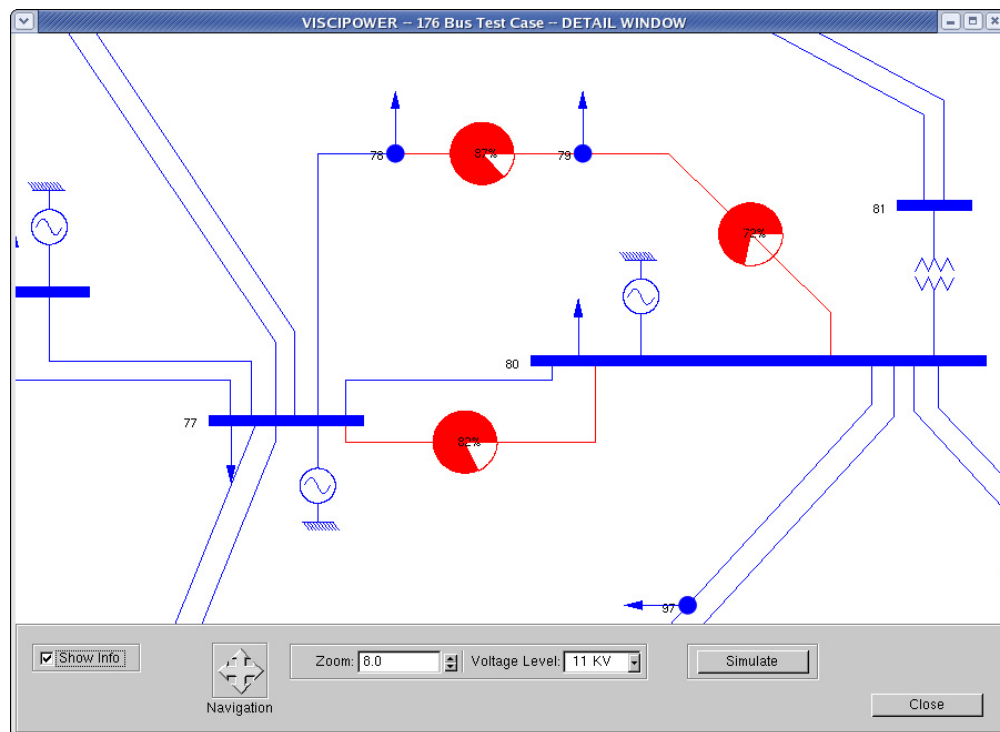 VISCIPOWER -- 176 Bus Test Case -- DETAIL WINDOW
78
87%
79
81
72%
80
77
82%
97
Show Info
Zoom: 8.0
Voltage Level: 11 KV
Simulate
Navigation
Close